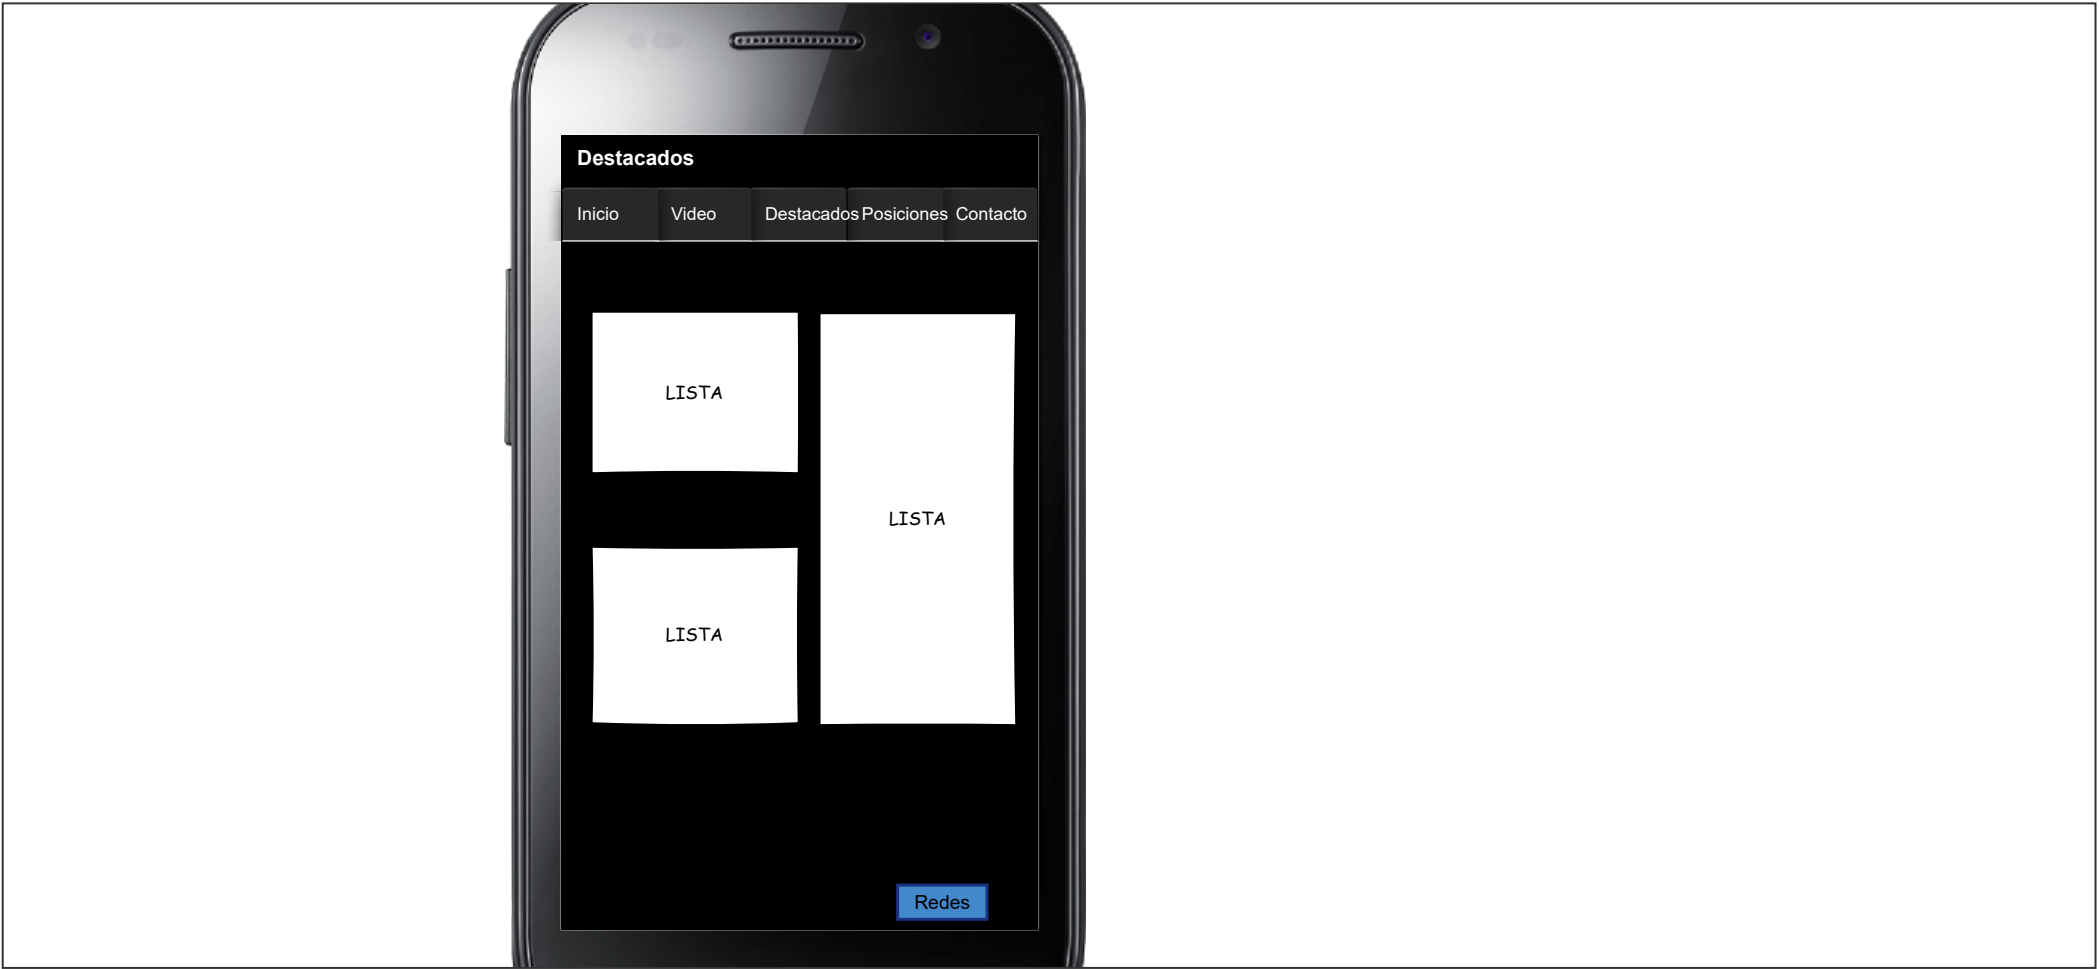 Destacados
Inicio Video Destacados Posiciones Contacto
LISTA
LISTA
LISTA
Redes